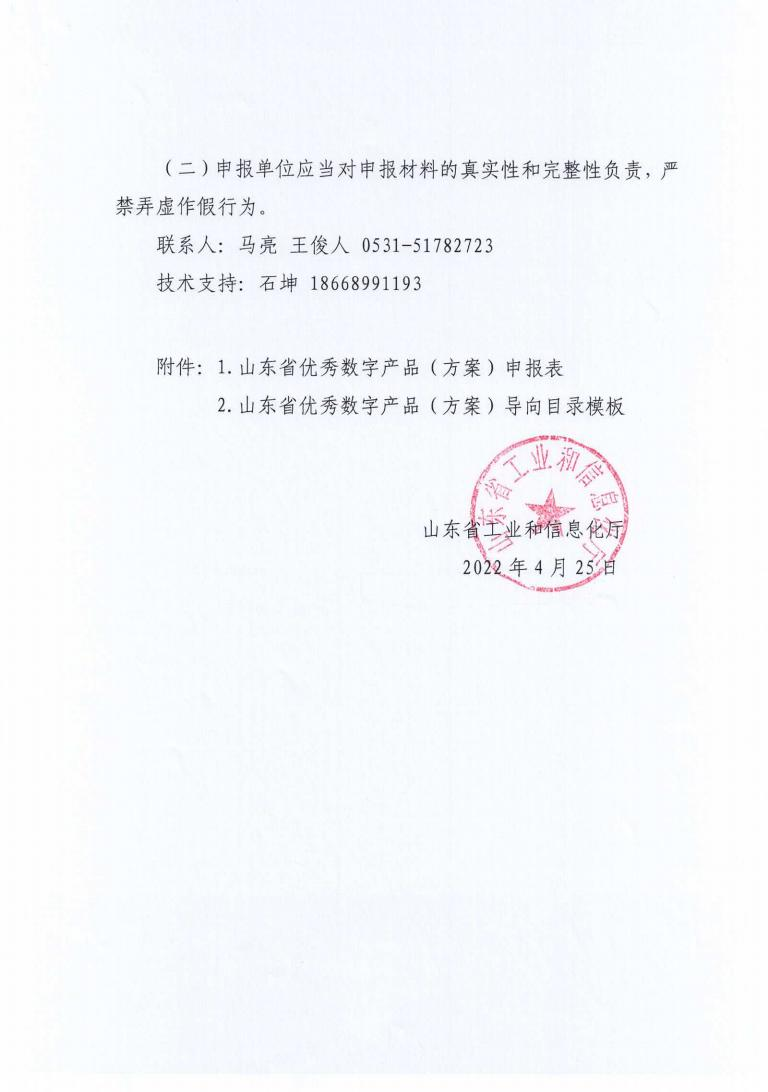 （二）申报单位应当对申报材料的真实性和完整性负责，严
禁弄虚作假行为。
联系人：马亮 王俊人 0531-51782723
技术支持：石坤 18668991193
附件：1.山东省优秀数字产品（方案）申报表
2.山东省优秀数字产品（方案）导向目录模板
山东省工业和信息化厅
山东省工业和信息化厅
2022年4月25日